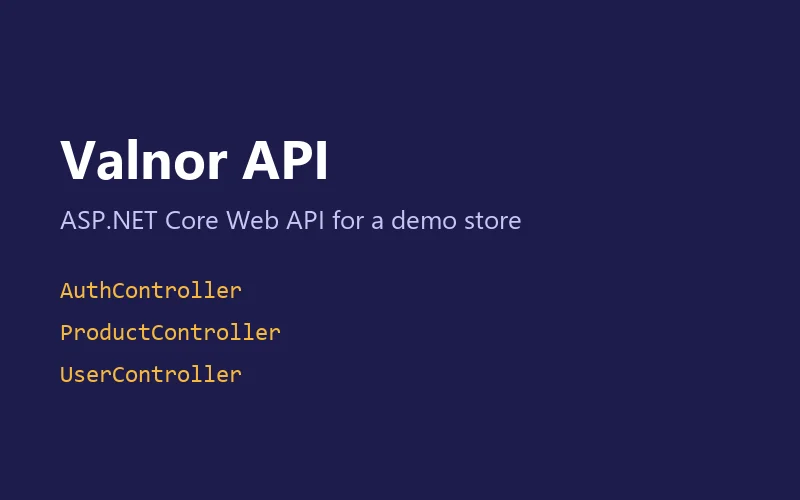 Valnor API
ASP.NET Core Web API for a demo store
AuthController
ProductController
UserController